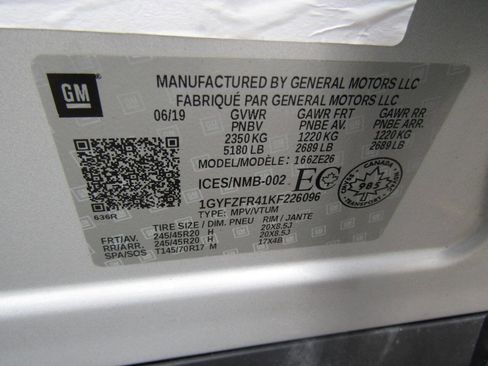 GM
MANUFACTURED BY GENERAL MOTORS LLC
FABRIQUÉ PAR GENERAL MOTORS LLC
06/19 GVWR GAWR FRT GAWR RR
PNBV PNBE AV. PNBE ARR.
2350 KG 1220 KG 1220 KG
5180 LB 2689 LB 2689 LB
MODEL/MODÈLE: 166ZE26
ICES/NMB-002 EC
CANADA
985
636R
1GYFZFR41KF226096
TYPE: MPV/VTUM
TIRE SIZE / DIM. PNEU RIM / JANTE
FRT/AV. 245/45R20 H 20X8.5J
RR/ARR. 245/45R20 H 20X8.5J
SPA/SOS T145/70R17 M 17X4B